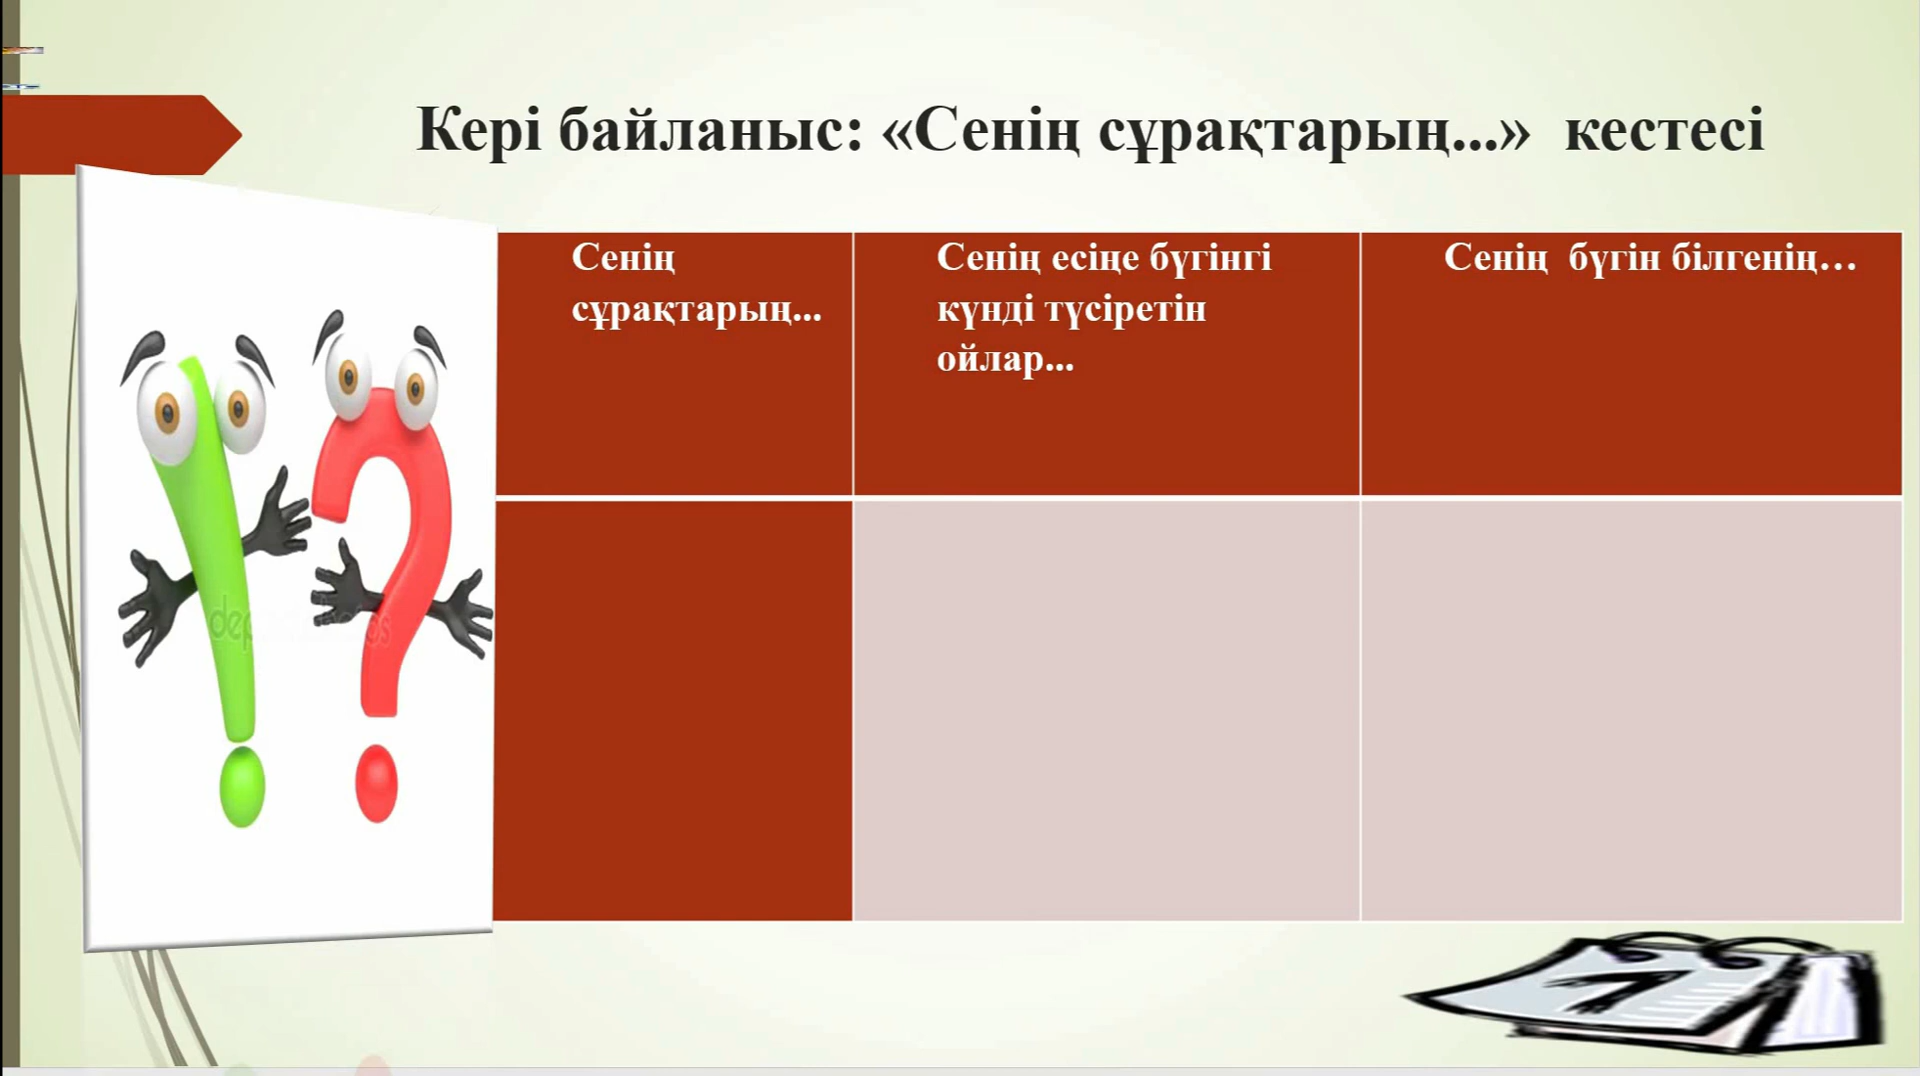 Кері байланыс: «Сенің сұрақтарың...» кестесі
Сенің
сұрақтарың...
Сенің есіңе бүгінгі
күнді түсіретін
ойлар...
Сенің бүгін білгенің…